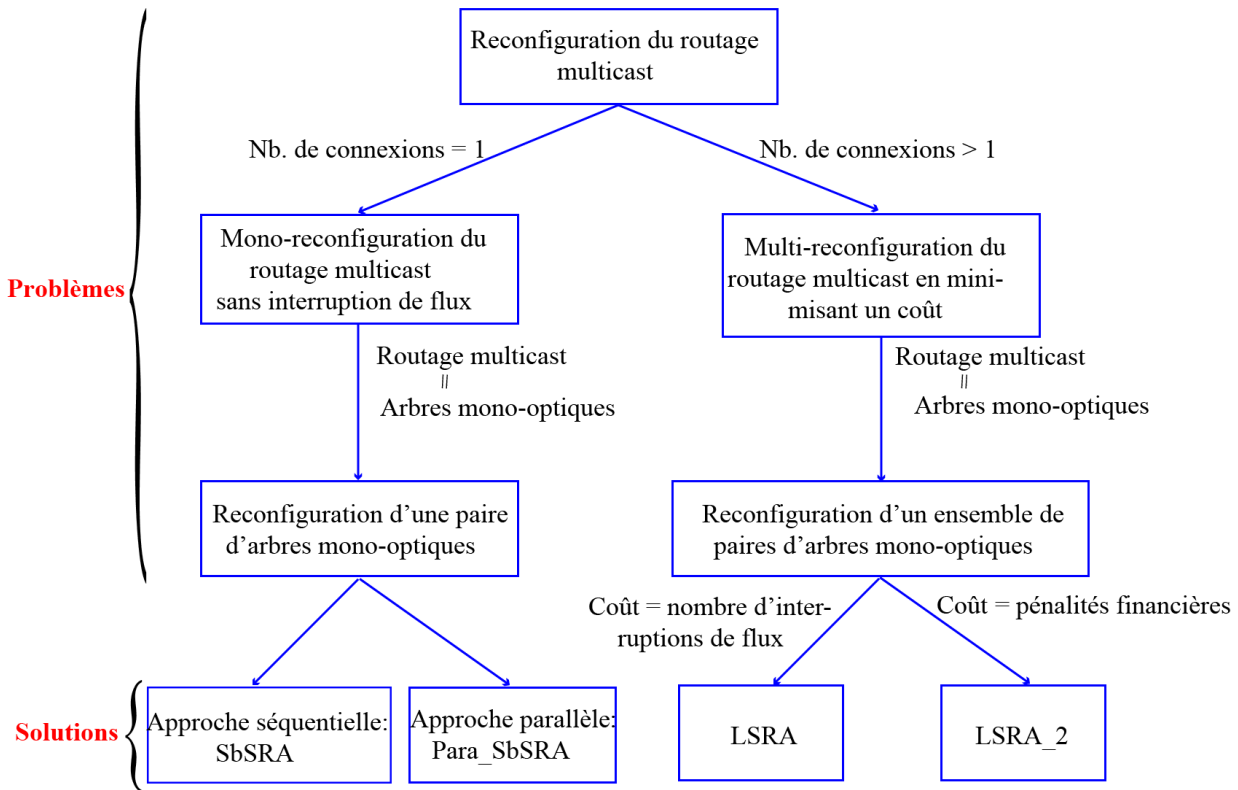 Reconfiguration du routage
multicast
Nb. de connexions = 1
Nb. de connexions > 1
Problèmes
Mono-reconfiguration du
routage multicast
sans interruption de flux
Multi-reconfiguration du
routage multicast en mini-
misant un coût
Routage multicast
=
Arbres mono-optiques
Routage multicast
=
Arbres mono-optiques
Reconfiguration d’une paire
d’arbres mono-optiques
Reconfiguration d’un ensemble de
paires d’arbres mono-optiques
Coût = nombre d’inter-
ruptions de flux
Coût = pénalités financières
Solutions
Approche séquentielle:
SbSRA
Approche parallèle:
Para_SbSRA
LSRA
LSRA_2